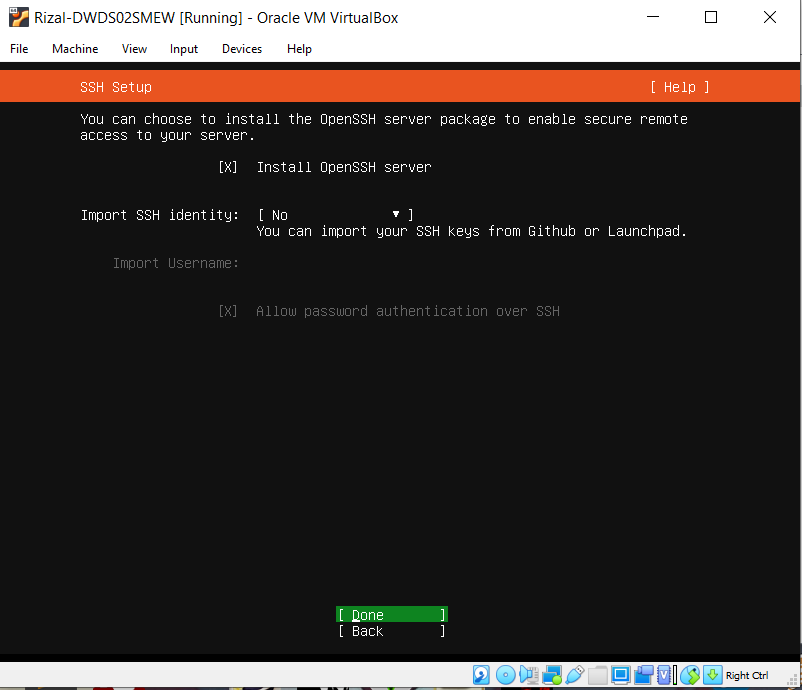 Rizal-DWDS02SMEW [Running] - Oracle VM VirtualBox
File Machine View Input Devices Help
SSH Setup [ Help ]
You can choose to install the OpenSSH server package to enable secure remote
access to your server.
[X] Install OpenSSH server
Import SSH identity: [ No ▼ ]
You can import your SSH keys from Github or Launchpad.
Import Username:
[X] Allow password authentication over SSH
[ Done ]
[ Back ]
Right Ctrl